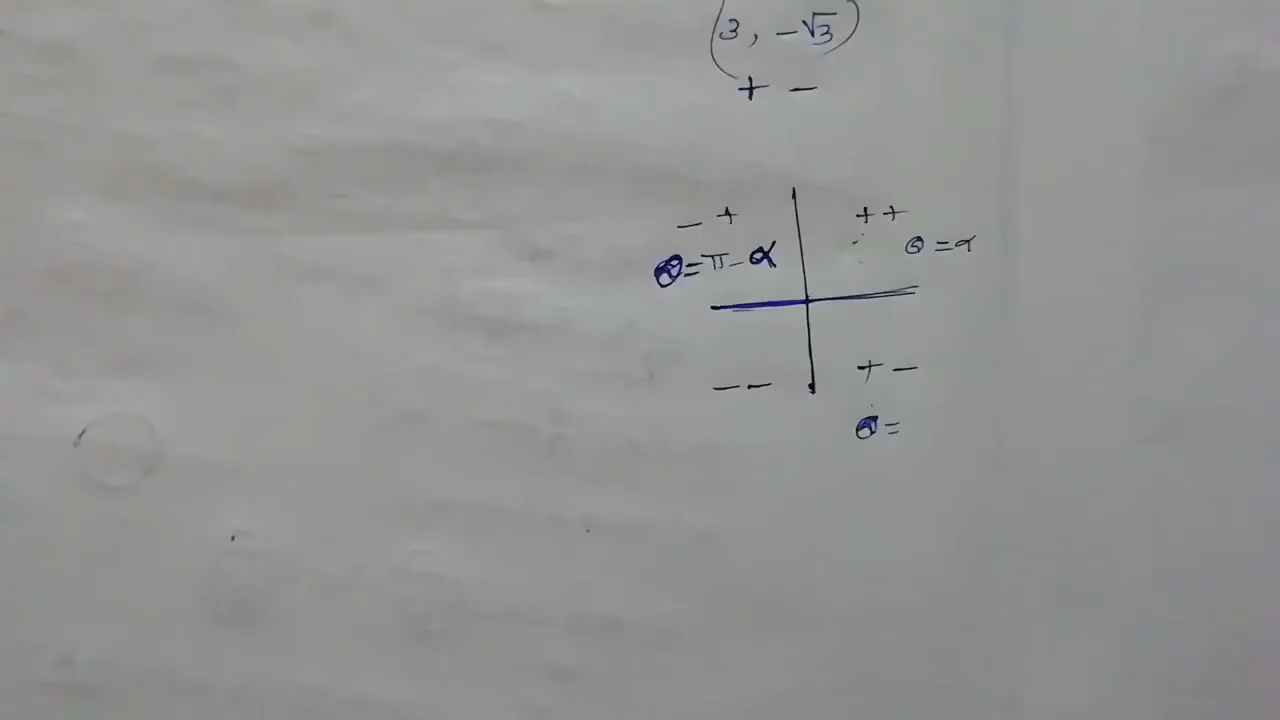 (3, -√3)
+ -
- +
θ = π - α
+ +
θ = α
- -
+ -
θ =